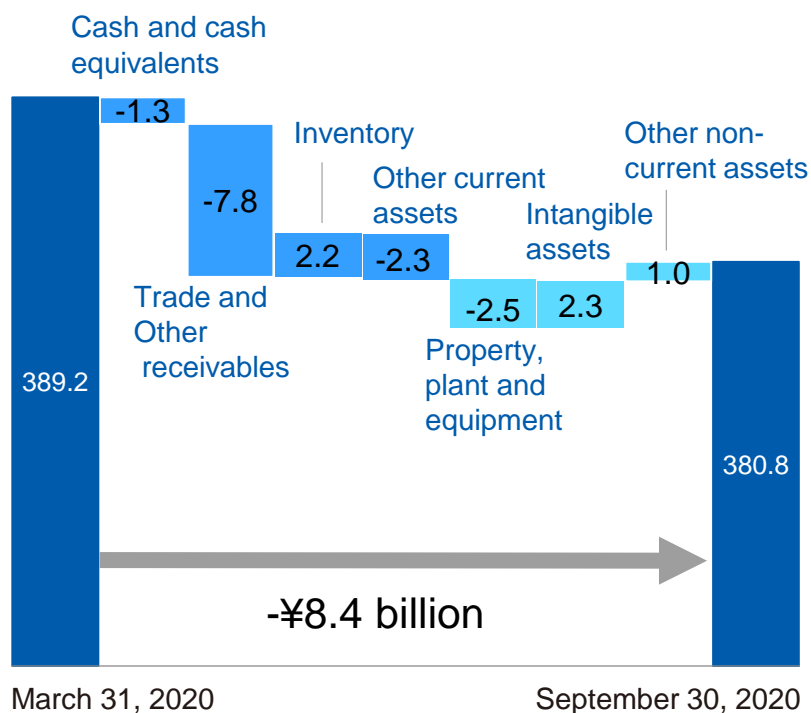 Cash and cash
equivalents
-1.3
-7.8
Trade and
Other
receivables
Inventory
2.2
Other current
assets
-2.3
-2.5
Property,
plant and
equipment
Intangible
assets
2.3
Other non-
current assets
1.0
389.2
380.8
-¥8.4 billion
March 31, 2020
September 30, 2020